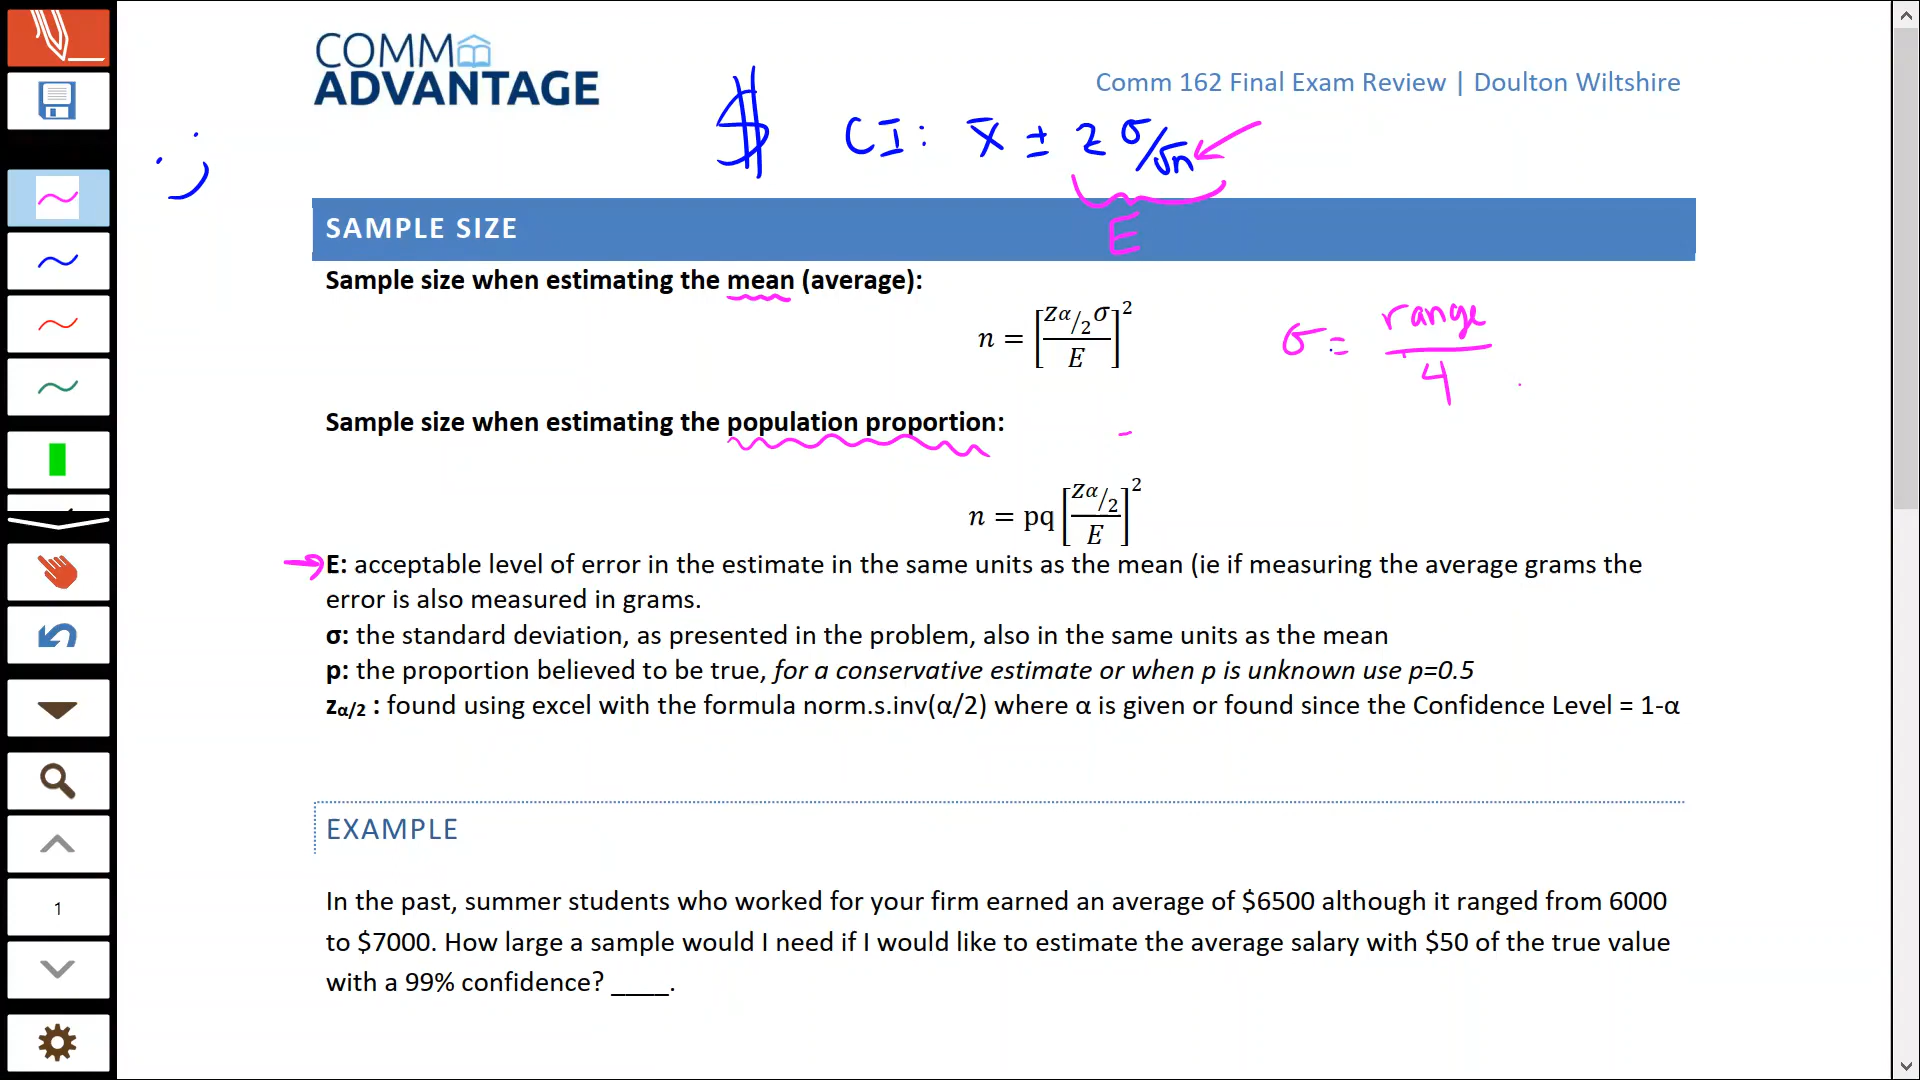 COMM
ADVANTAGE
Comm 162 Final Exam Review | Doulton Wiltshire
$ CI: x̄ ± z σ/√n
E
SAMPLE SIZE
Sample size when estimating the mean (average):
n = [zα/2 σ / E]²
σ = range / 4
Sample size when estimating the population proportion:
n = pq [zα/2 / E]²
E: acceptable level of error in the estimate in the same units as the mean (ie if measuring the average grams the
error is also measured in grams.
σ: the standard deviation, as presented in the problem, also in the same units as the mean
p: the proportion believed to be true, for a conservative estimate or when p is unknown use p=0.5
zα/2 : found using excel with the formula norm.s.inv(α/2) where α is given or found since the Confidence Level = 1-α
EXAMPLE
In the past, summer students who worked for your firm earned an average of $6500 although it ranged from 6000
to $7000. How large a sample would I need if I would like to estimate the average salary with $50 of the true value
with a 99% confidence? ____.
1